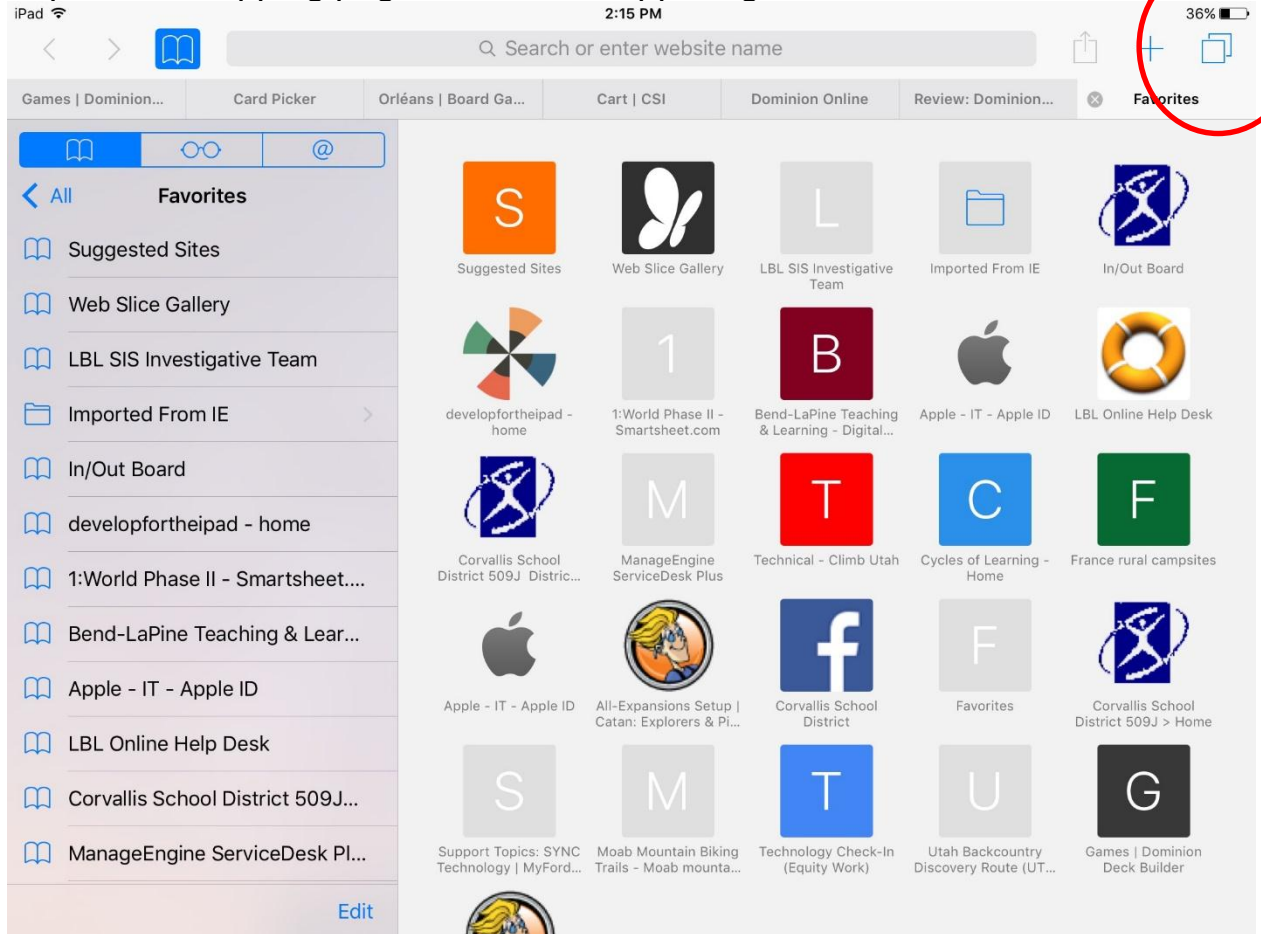 iPad
2:15 PM
36%
Search or enter website name
Games | Dominion...
Card Picker
Orléans | Board Ga...
Cart | CSI
Dominion Online
Review: Dominion...
Favorites
@
All
Favorites
Suggested Sites
Web Slice Gallery
LBL SIS Investigative Team
Imported From IE
In/Out Board
developfortheipad - home
1:World Phase II - Smartsheet....
Bend-LaPine Teaching & Lear...
Apple - IT - Apple ID
LBL Online Help Desk
Corvallis School District 509J...
ManageEngine ServiceDesk Pl...
Edit
S
L
Suggested Sites
Web Slice Gallery
LBL SIS Investigative
Team
Imported From IE
In/Out Board
1
B
developfortheipad -
home
1:World Phase II -
Smartsheet.com
Bend-LaPine Teaching
& Learning - Digital...
Apple - IT - Apple ID
LBL Online Help Desk
M
T
C
F
Corvallis School
District 509J Distric...
ManageEngine
ServiceDesk Plus
Technical - Climb Utah
Cycles of Learning -
Home
France rural campsites
f
F
Apple - IT - Apple ID
All-Expansions Setup |
Catan: Explorers & Pi...
Corvallis School
District
Favorites
Corvallis School
District 509J > Home
S
M
T
U
G
Support Topics: SYNC
Technology | MyFord...
Moab Mountain Biking
Trails - Moab mounta...
Technology Check-In
(Equity Work)
Utah Backcountry
Discovery Route (UT...
Games | Dominion
Deck Builder